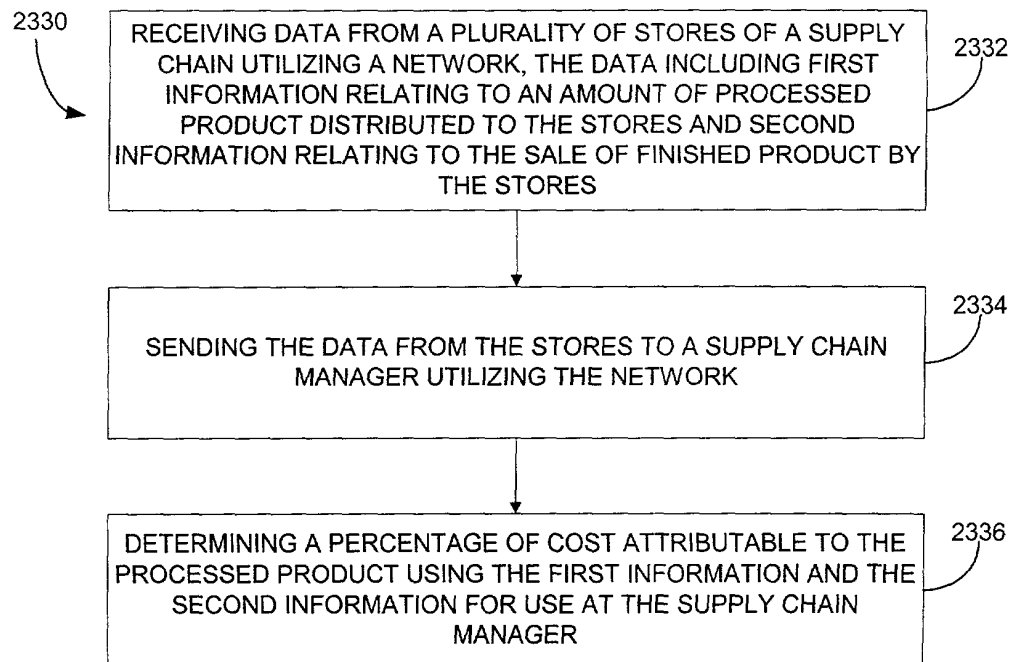 2330
RECEIVING DATA FROM A PLURALITY OF STORES OF A SUPPLY
CHAIN UTILIZING A NETWORK, THE DATA INCLUDING FIRST
INFORMATION RELATING TO AN AMOUNT OF PROCESSED
PRODUCT DISTRIBUTED TO THE STORES AND SECOND
INFORMATION RELATING TO THE SALE OF FINISHED PRODUCT BY
THE STORES
2332
SENDING THE DATA FROM THE STORES TO A SUPPLY CHAIN
MANAGER UTILIZING THE NETWORK
2334
DETERMINING A PERCENTAGE OF COST ATTRIBUTABLE TO THE
PROCESSED PRODUCT USING THE FIRST INFORMATION AND THE
SECOND INFORMATION FOR USE AT THE SUPPLY CHAIN
MANAGER
2336